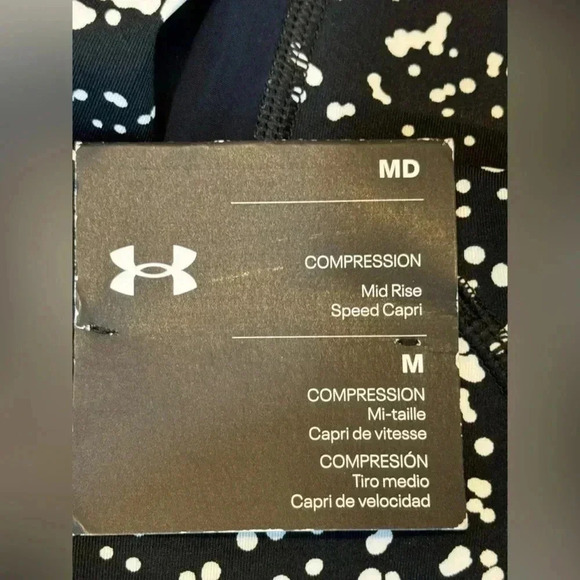 MD
COMPRESSION
Mid Rise
Speed Capri
M
COMPRESSION
Mi-taille
Capri de vitesse
COMPRESIÓN
Tiro medio
Capri de velocidad